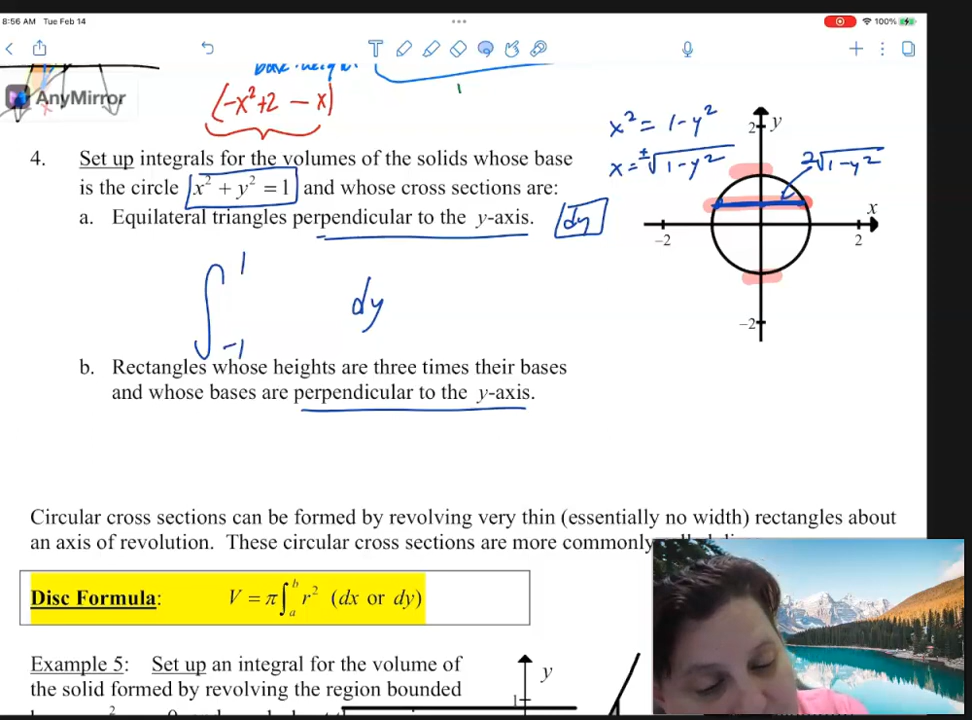 8:56 AM Tue Feb 14
100%
base · height
AnyMirror
(-x²+2 - x)
x² = 1-y²
x = ±√1-y²
2√1-y²
2
y
x
-2
2
-2
4. Set up integrals for the volumes of the solids whose base
is the circle x² + y² = 1 and whose cross sections are:
a. Equilateral triangles perpendicular to the y-axis. dy
∫₋₁¹ dy
b. Rectangles whose heights are three times their bases
and whose bases are perpendicular to the y-axis.
Circular cross sections can be formed by revolving very thin (essentially no width) rectangles about
an axis of revolution. These circular cross sections are more commonly
Disc Formula: V = π∫ₐᵇ r² (dx or dy)
Example 5: Set up an integral for the volume of
the solid formed by revolving the region bounded
y
1